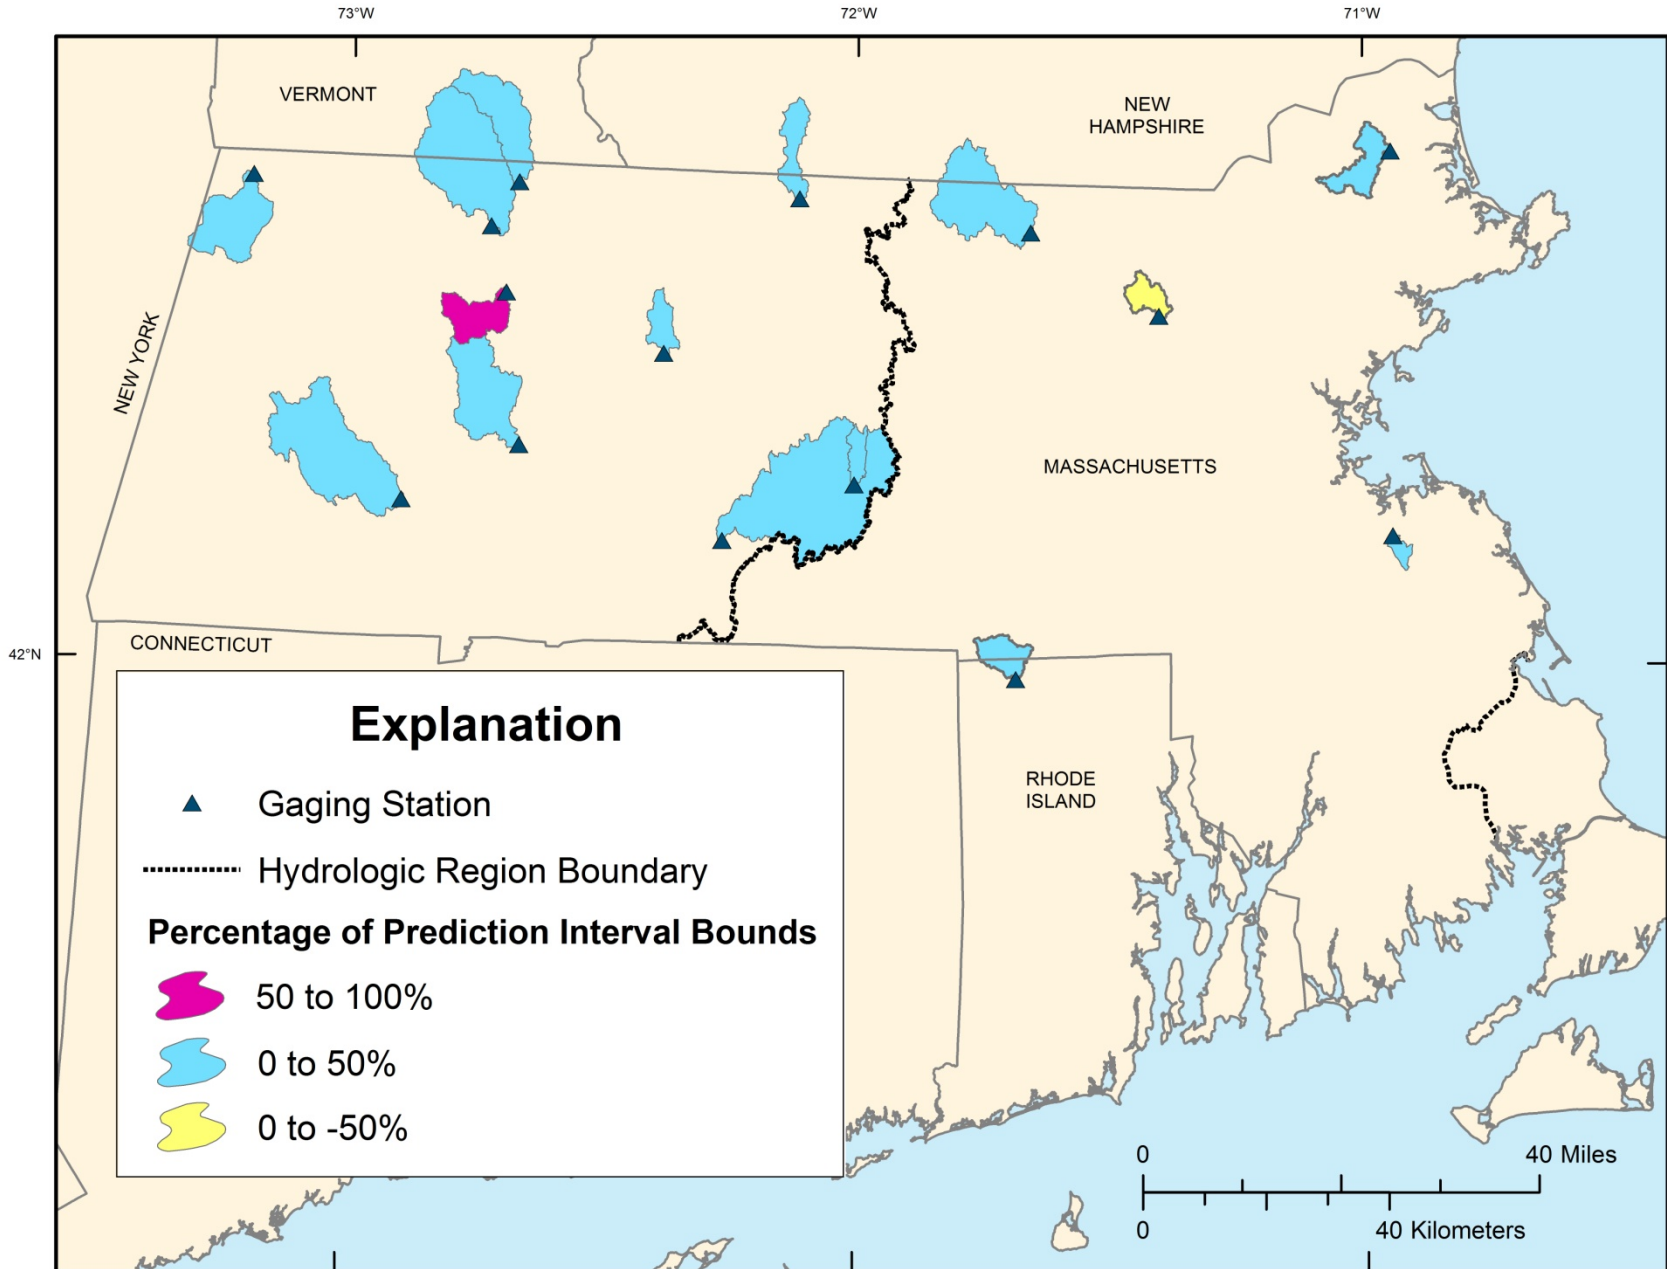 73°W
72°W
71°W
VERMONT
NEW
HAMPSHIRE
NEW YORK
MASSACHUSETTS
42°N
CONNECTICUT
RHODE
ISLAND
Explanation
Gaging Station
Hydrologic Region Boundary
Percentage of Prediction Interval Bounds
50 to 100%
0 to 50%
0 to -50%
0
40 Miles
0
40 Kilometers